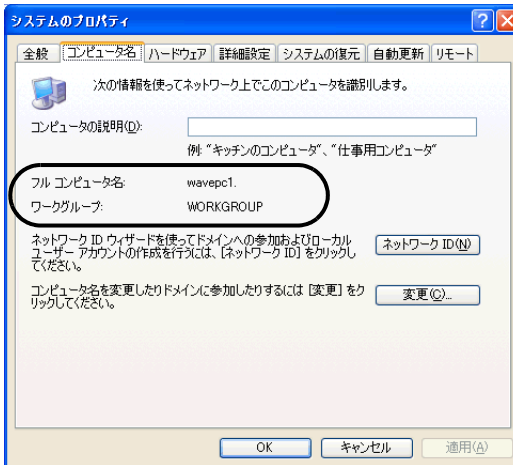 システムのプロパティ
全般 コンピュータ名 ハードウェア 詳細設定 システムの復元 自動更新 リモート
次の情報を使ってネットワーク上でこのコンピュータを識別します。
コンピュータの説明(D):
例: "キッチンのコンピュータ"、"仕事用コンピュータ"
フル コンピュータ名: wavepc1.
ワークグループ: WORKGROUP
ネットワーク ID ウィザードを使ってドメインへの参加およびローカル
ユーザー アカウントの作成を行うには、[ネットワーク ID] をクリックし
てください。
ネットワーク ID(N)
コンピュータ名を変更したりドメインに参加したりするには [変更] をク
リックしてください。
変更(C)...
OK キャンセル 適用(A)